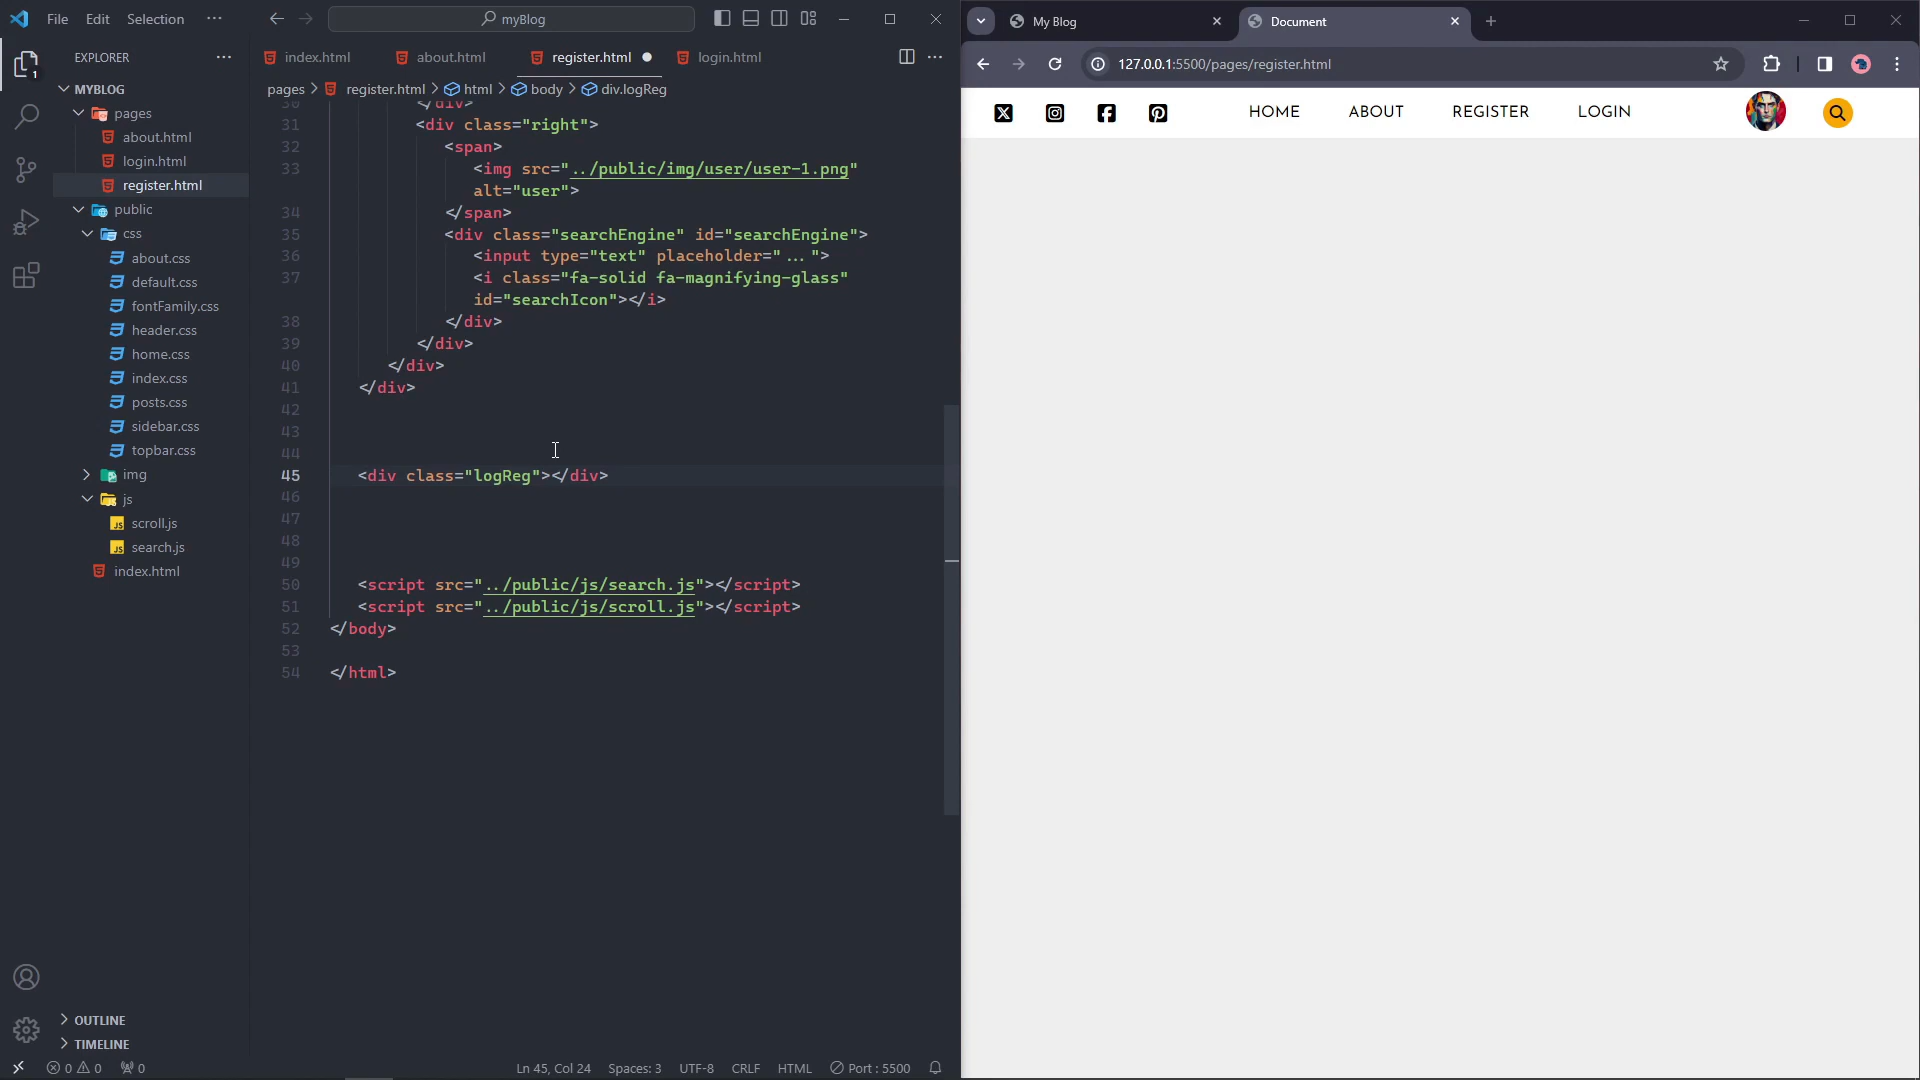 File Edit Selection ···
myBlog
EXPLORER ···
MYBLOG
pages
about.html
login.html
register.html
public
css
about.css
default.css
fontFamily.css
header.css
home.css
index.css
posts.css
sidebar.css
topbar.css
img
js
JS scroll.js
JS search.js
index.html
OUTLINE
TIMELINE
1
index.html about.html register.html login.html
pages > register.html > html > body > div.logReg
30 </div>
31 <div class="right">
32 <span>
33 <img src="../public/img/user/user-1.png"
alt="user">
34 </span>
35 <div class="searchEngine" id="searchEngine">
36 <input type="text" placeholder="...">
37 <i class="fa-solid fa-magnifying-glass"
id="searchIcon"></i>
38 </div>
39 </div>
40 </div>
41 </div>
42
43
44
45 <div class="logReg"></div>
46
47
48
49
50 <script src="../public/js/search.js"></script>
51 <script src="../public/js/scroll.js"></script>
52 </body>
53
54 </html>
0 0 0 Ln 45, Col 24 Spaces: 3 UTF-8 CRLF HTML Port : 5500
My Blog Document
127.0.0.1:5500/pages/register.html
HOME ABOUT REGISTER LOGIN